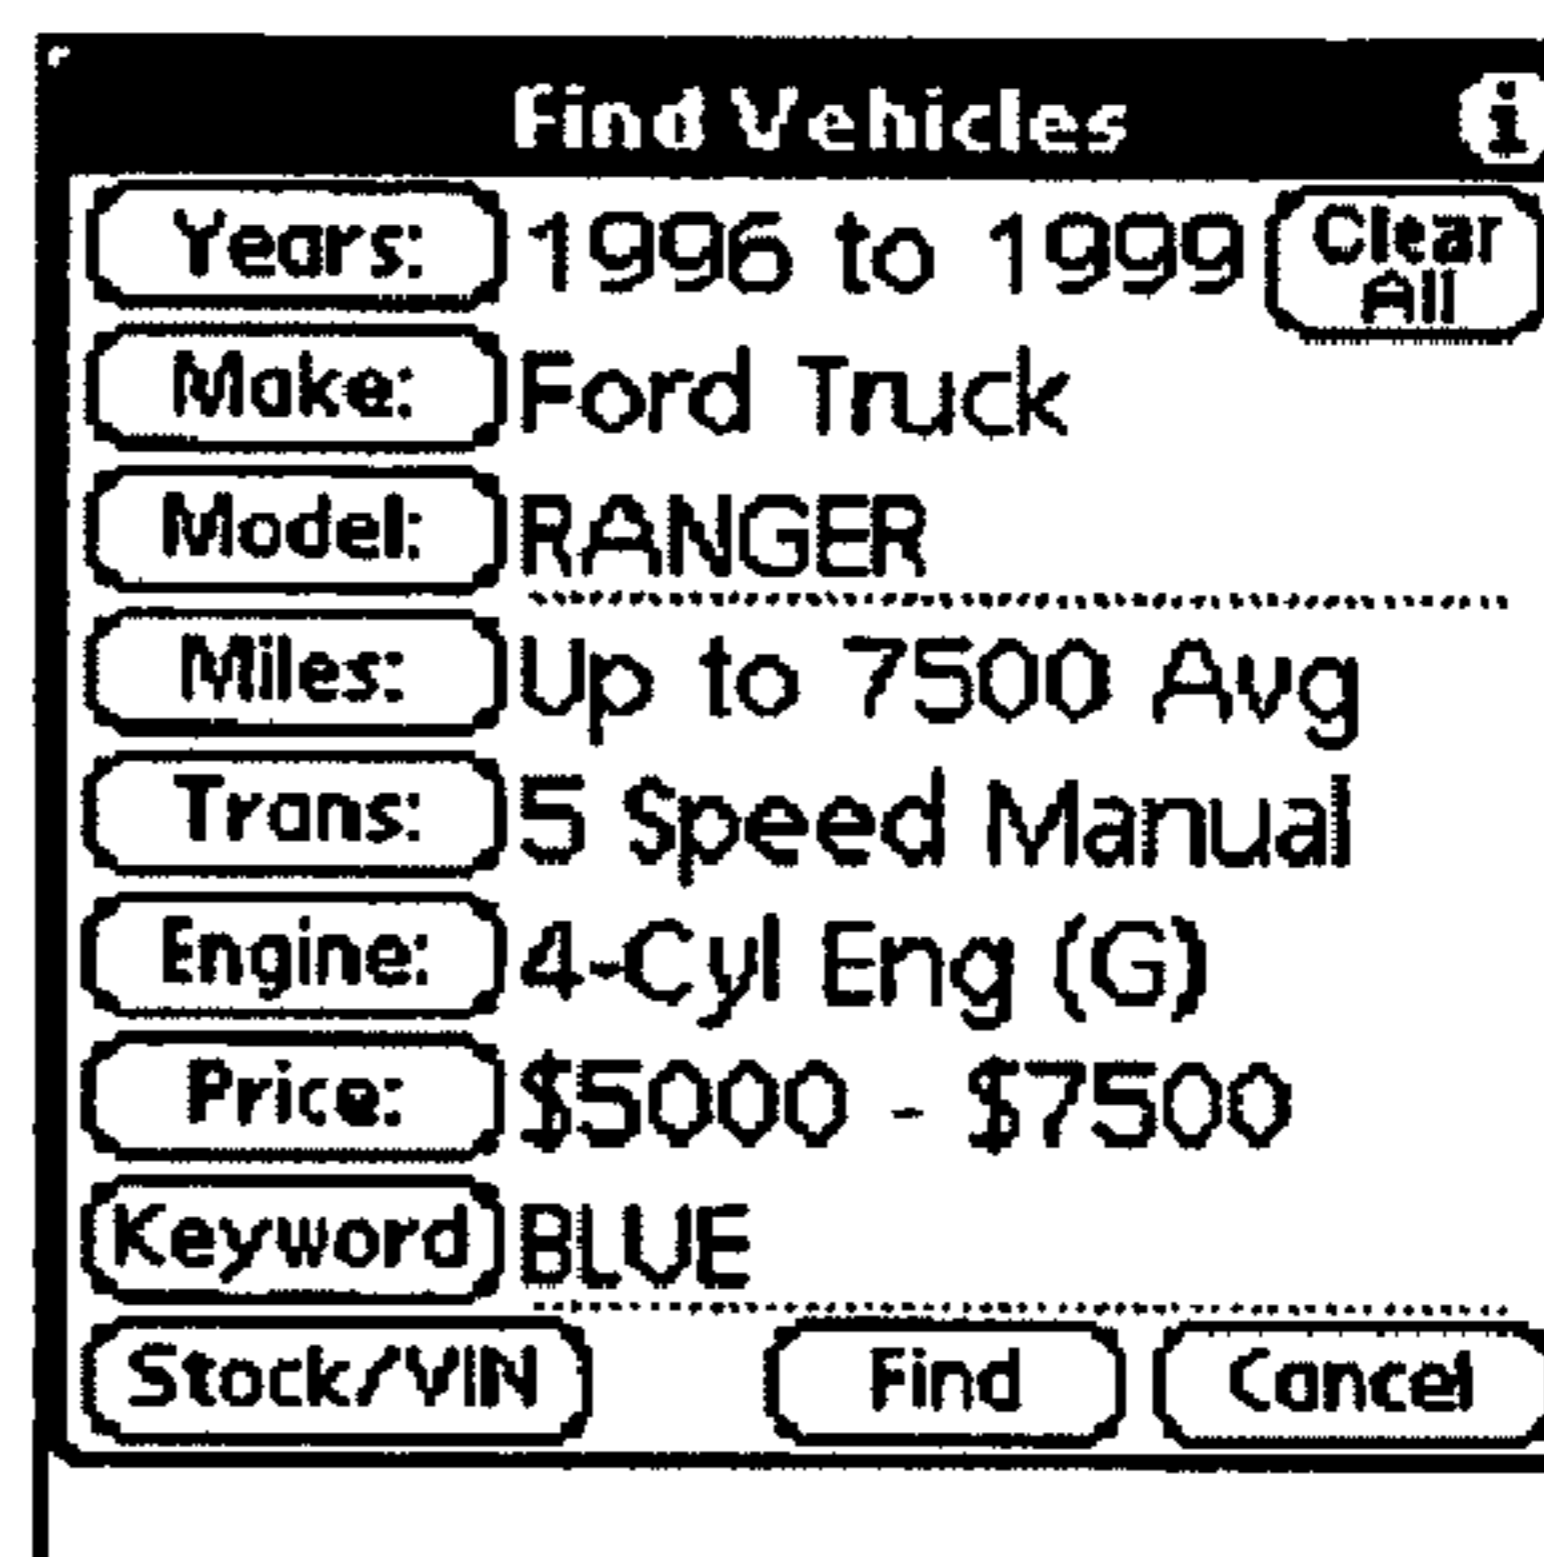 Find Vehicles i
Years: 1996 to 1999 Clear All
Make: Ford Truck
Model: RANGER
Miles: Up to 7500 Avg
Trans: 5 Speed Manual
Engine: 4-Cyl Eng (G)
Price: $5000 - $7500
Keyword BLUE
Stock/VIN Find Cancel